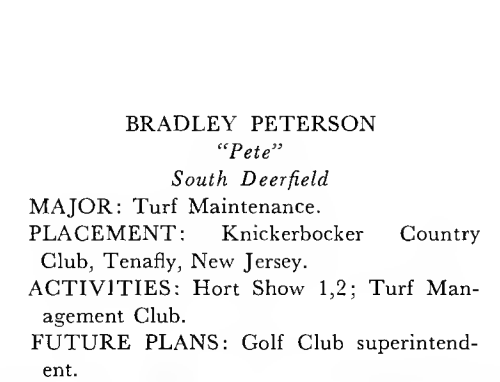 BRADLEY PETERSON
"Pete"
South Deerfield
MAJOR: Turf Maintenance.
PLACEMENT: Knickerbocker Country
Club, Tenafly, New Jersey.
ACTIVITIES: Hort Show 1,2; Turf Man-
agement Club.
FUTURE PLANS: Golf Club superintend-
ent.